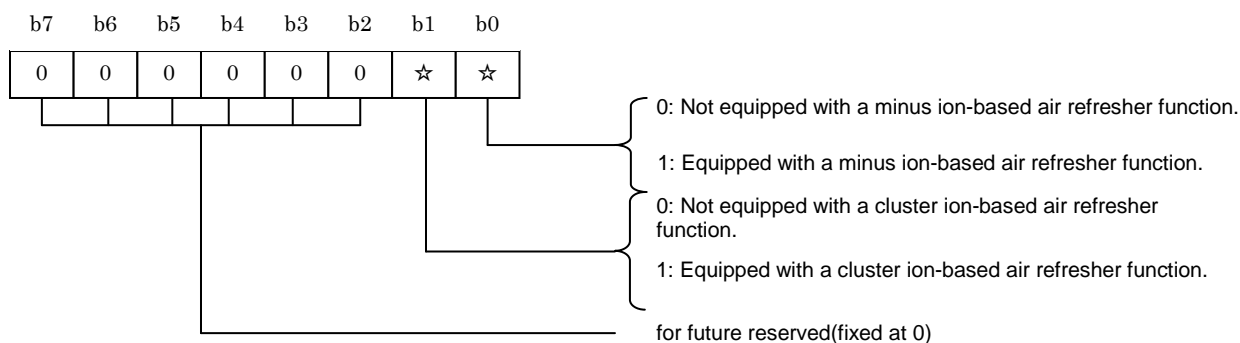 b7 b6 b5 b4 b3 b2 b1 b0
0 0 0 0 0 0 ☆ ☆
0: Not equipped with a minus ion-based air refresher function.
1: Equipped with a minus ion-based air refresher function.
0: Not equipped with a cluster ion-based air refresher
function.
1: Equipped with a cluster ion-based air refresher function.
for future reserved(fixed at 0)